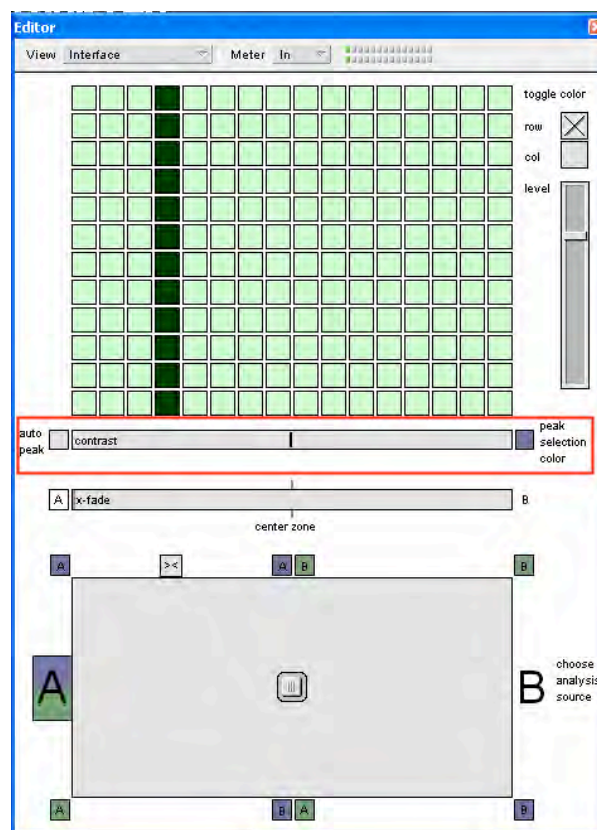 Editor
View Interface Meter In
toggle color
row
col
level
auto
peak
contrast
peak
selection
color
A x-fade B
center zone
A >< A B B
A B
choose
analysis
source
A B A B